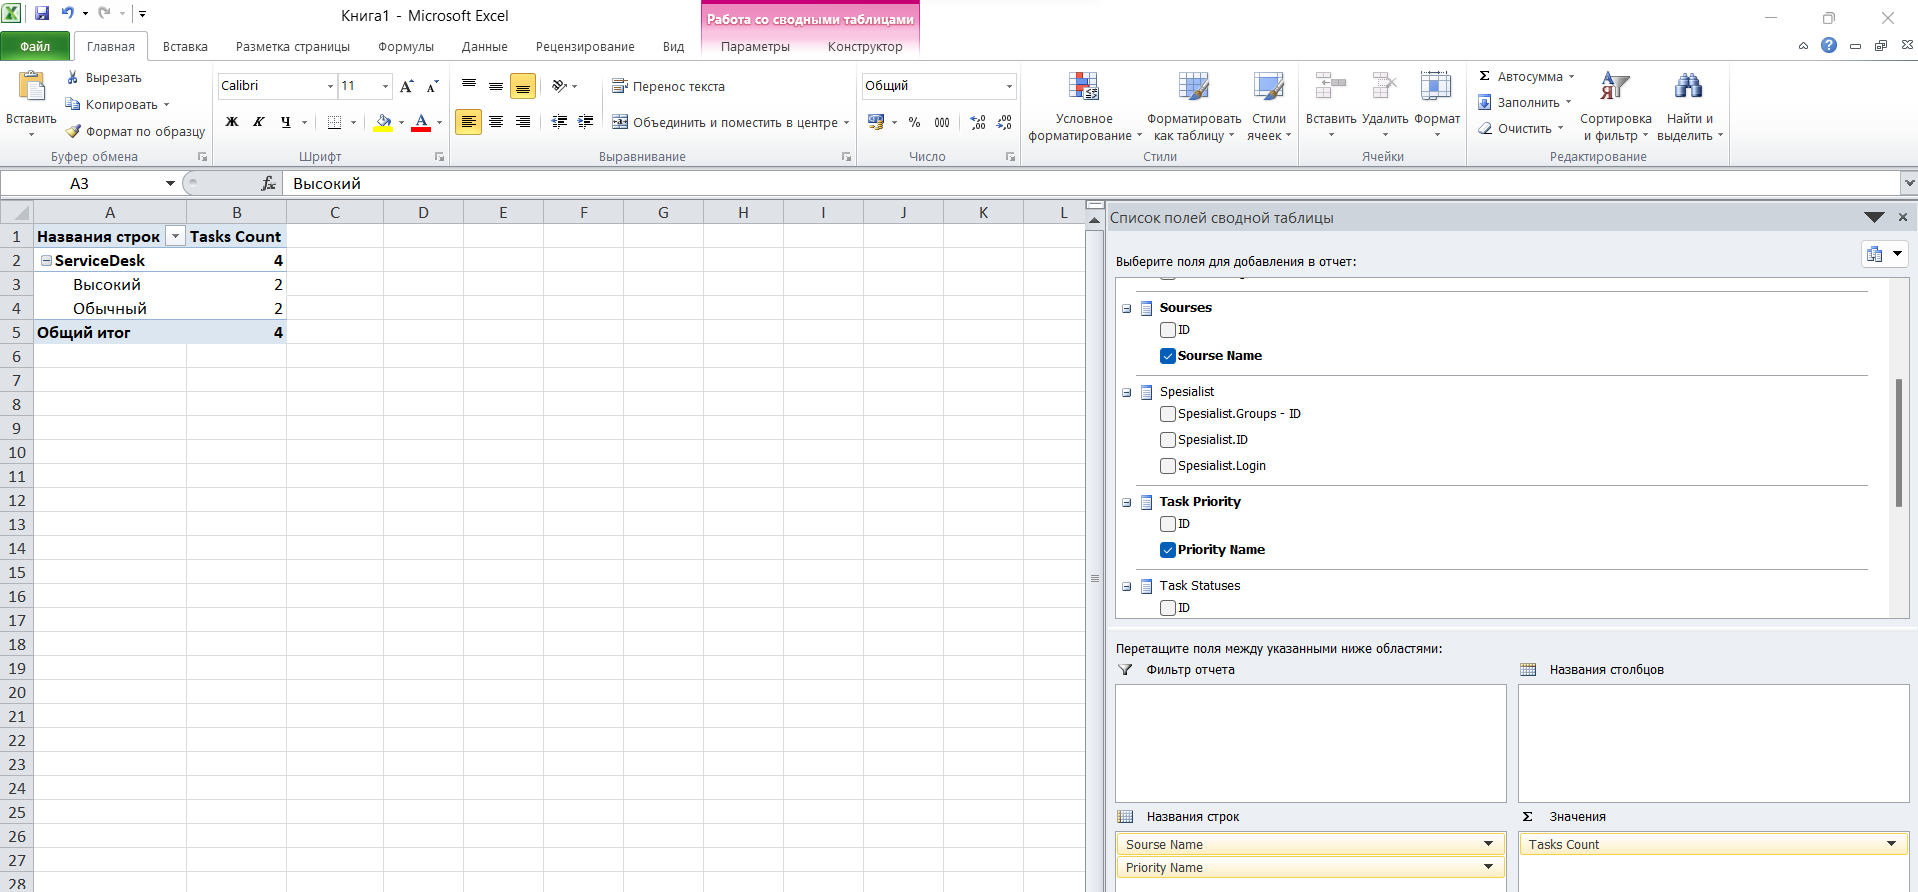 Книга1 - Microsoft Excel
Работа со сводными таблицами
Файл Главная Вставка Разметка страницы Формулы Данные Рецензирование Вид Параметры Конструктор
Вставить
Вырезать
Копировать
Формат по образцу
Буфер обмена
Calibri 11
Ж К Ч
Шрифт
Перенос текста
Объединить и поместить в центре
Выравнивание
Общий
% 000
Число
Условное форматирование
Форматировать как таблицу
Стили ячеек
Стили
Вставить Удалить Формат
Ячейки
Σ Автосумма
Заполнить
Очистить
Сортировка и фильтр
Найти и выделить
Редактирование
A3 fx Высокий
A B C D E F G H I J K L
1 Названия строк Tasks Count
2 ServiceDesk 4
3 Высокий 2
4 Обычный 2
5 Общий итог 4
6
7
8
9
10
11
12
13
14
15
16
17
18
19
20
21
22
23
24
25
26
27
28
Список полей сводной таблицы
Выберите поля для добавления в отчет:
Sourses
ID
Sourse Name
Spesialist
Spesialist.Groups - ID
Spesialist.ID
Spesialist.Login
Task Priority
ID
Priority Name
Task Statuses
ID
Перетащите поля между указанными ниже областями:
Фильтр отчета
Названия столбцов
Названия строк
Sourse Name
Priority Name
Σ Значения
Tasks Count